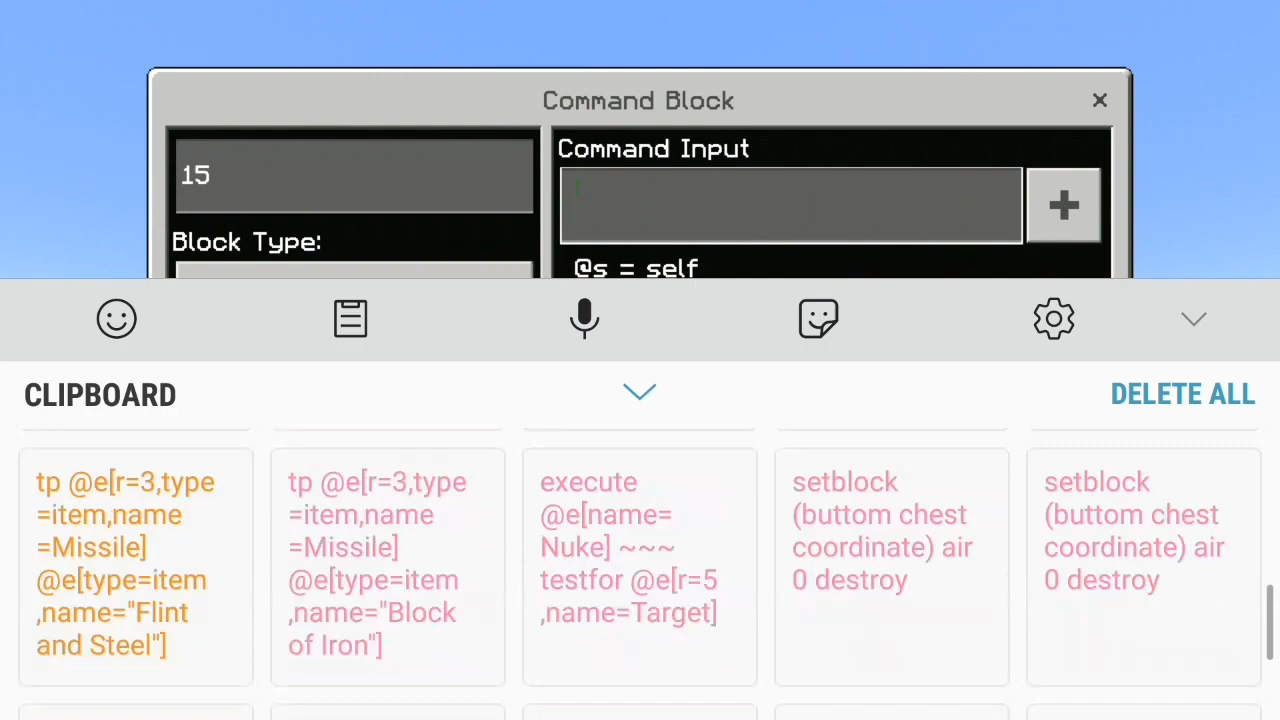 Command Block
15
Command Input
!
Block Type:
@s = self
CLIPBOARD
DELETE ALL
tp @e[r=3,type
=item,name
=Missile]
@e[type=item
,name="Flint
and Steel"]
tp @e[r=3,type
=item,name
=Missile]
@e[type=item
,name="Block
of Iron"]
execute
@e[name=
Nuke] ~~~
testfor @e[r=5
,name=Target]
setblock
(buttom chest
coordinate) air
0 destroy
setblock
(buttom chest
coordinate) air
0 destroy